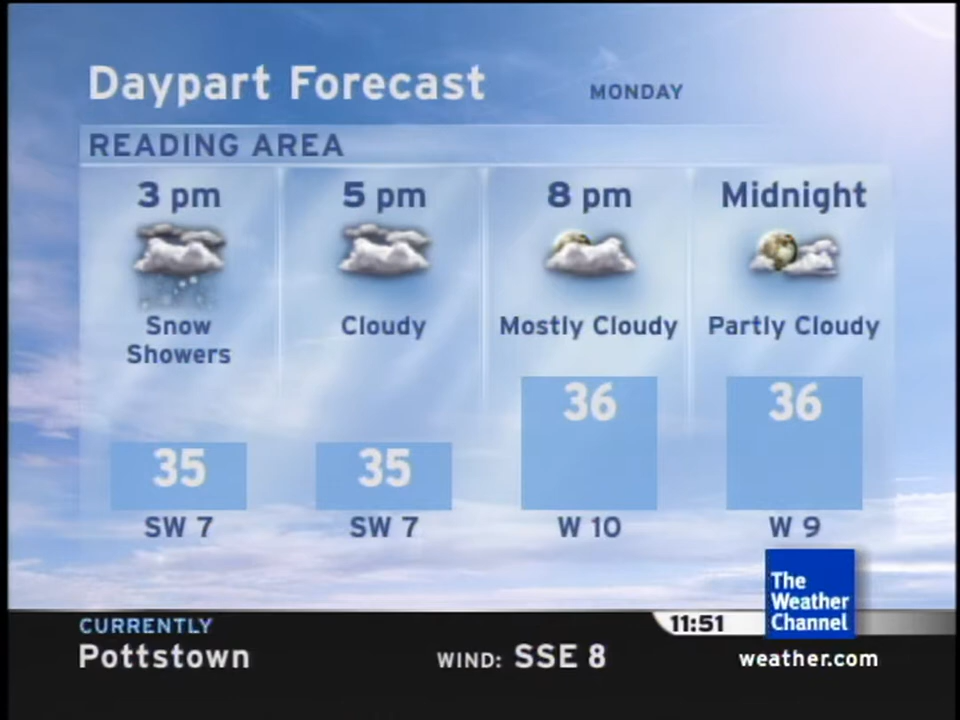 Daypart Forecast
MONDAY
READING AREA
3 pm
5 pm
8 pm
Midnight
Snow
Showers
Cloudy
Mostly Cloudy
Partly Cloudy
35
35
36
36
SW 7
SW 7
W 10
W 9
The
Weather
Channel
CURRENTLY
11:51
Pottstown
WIND: SSE 8
weather.com